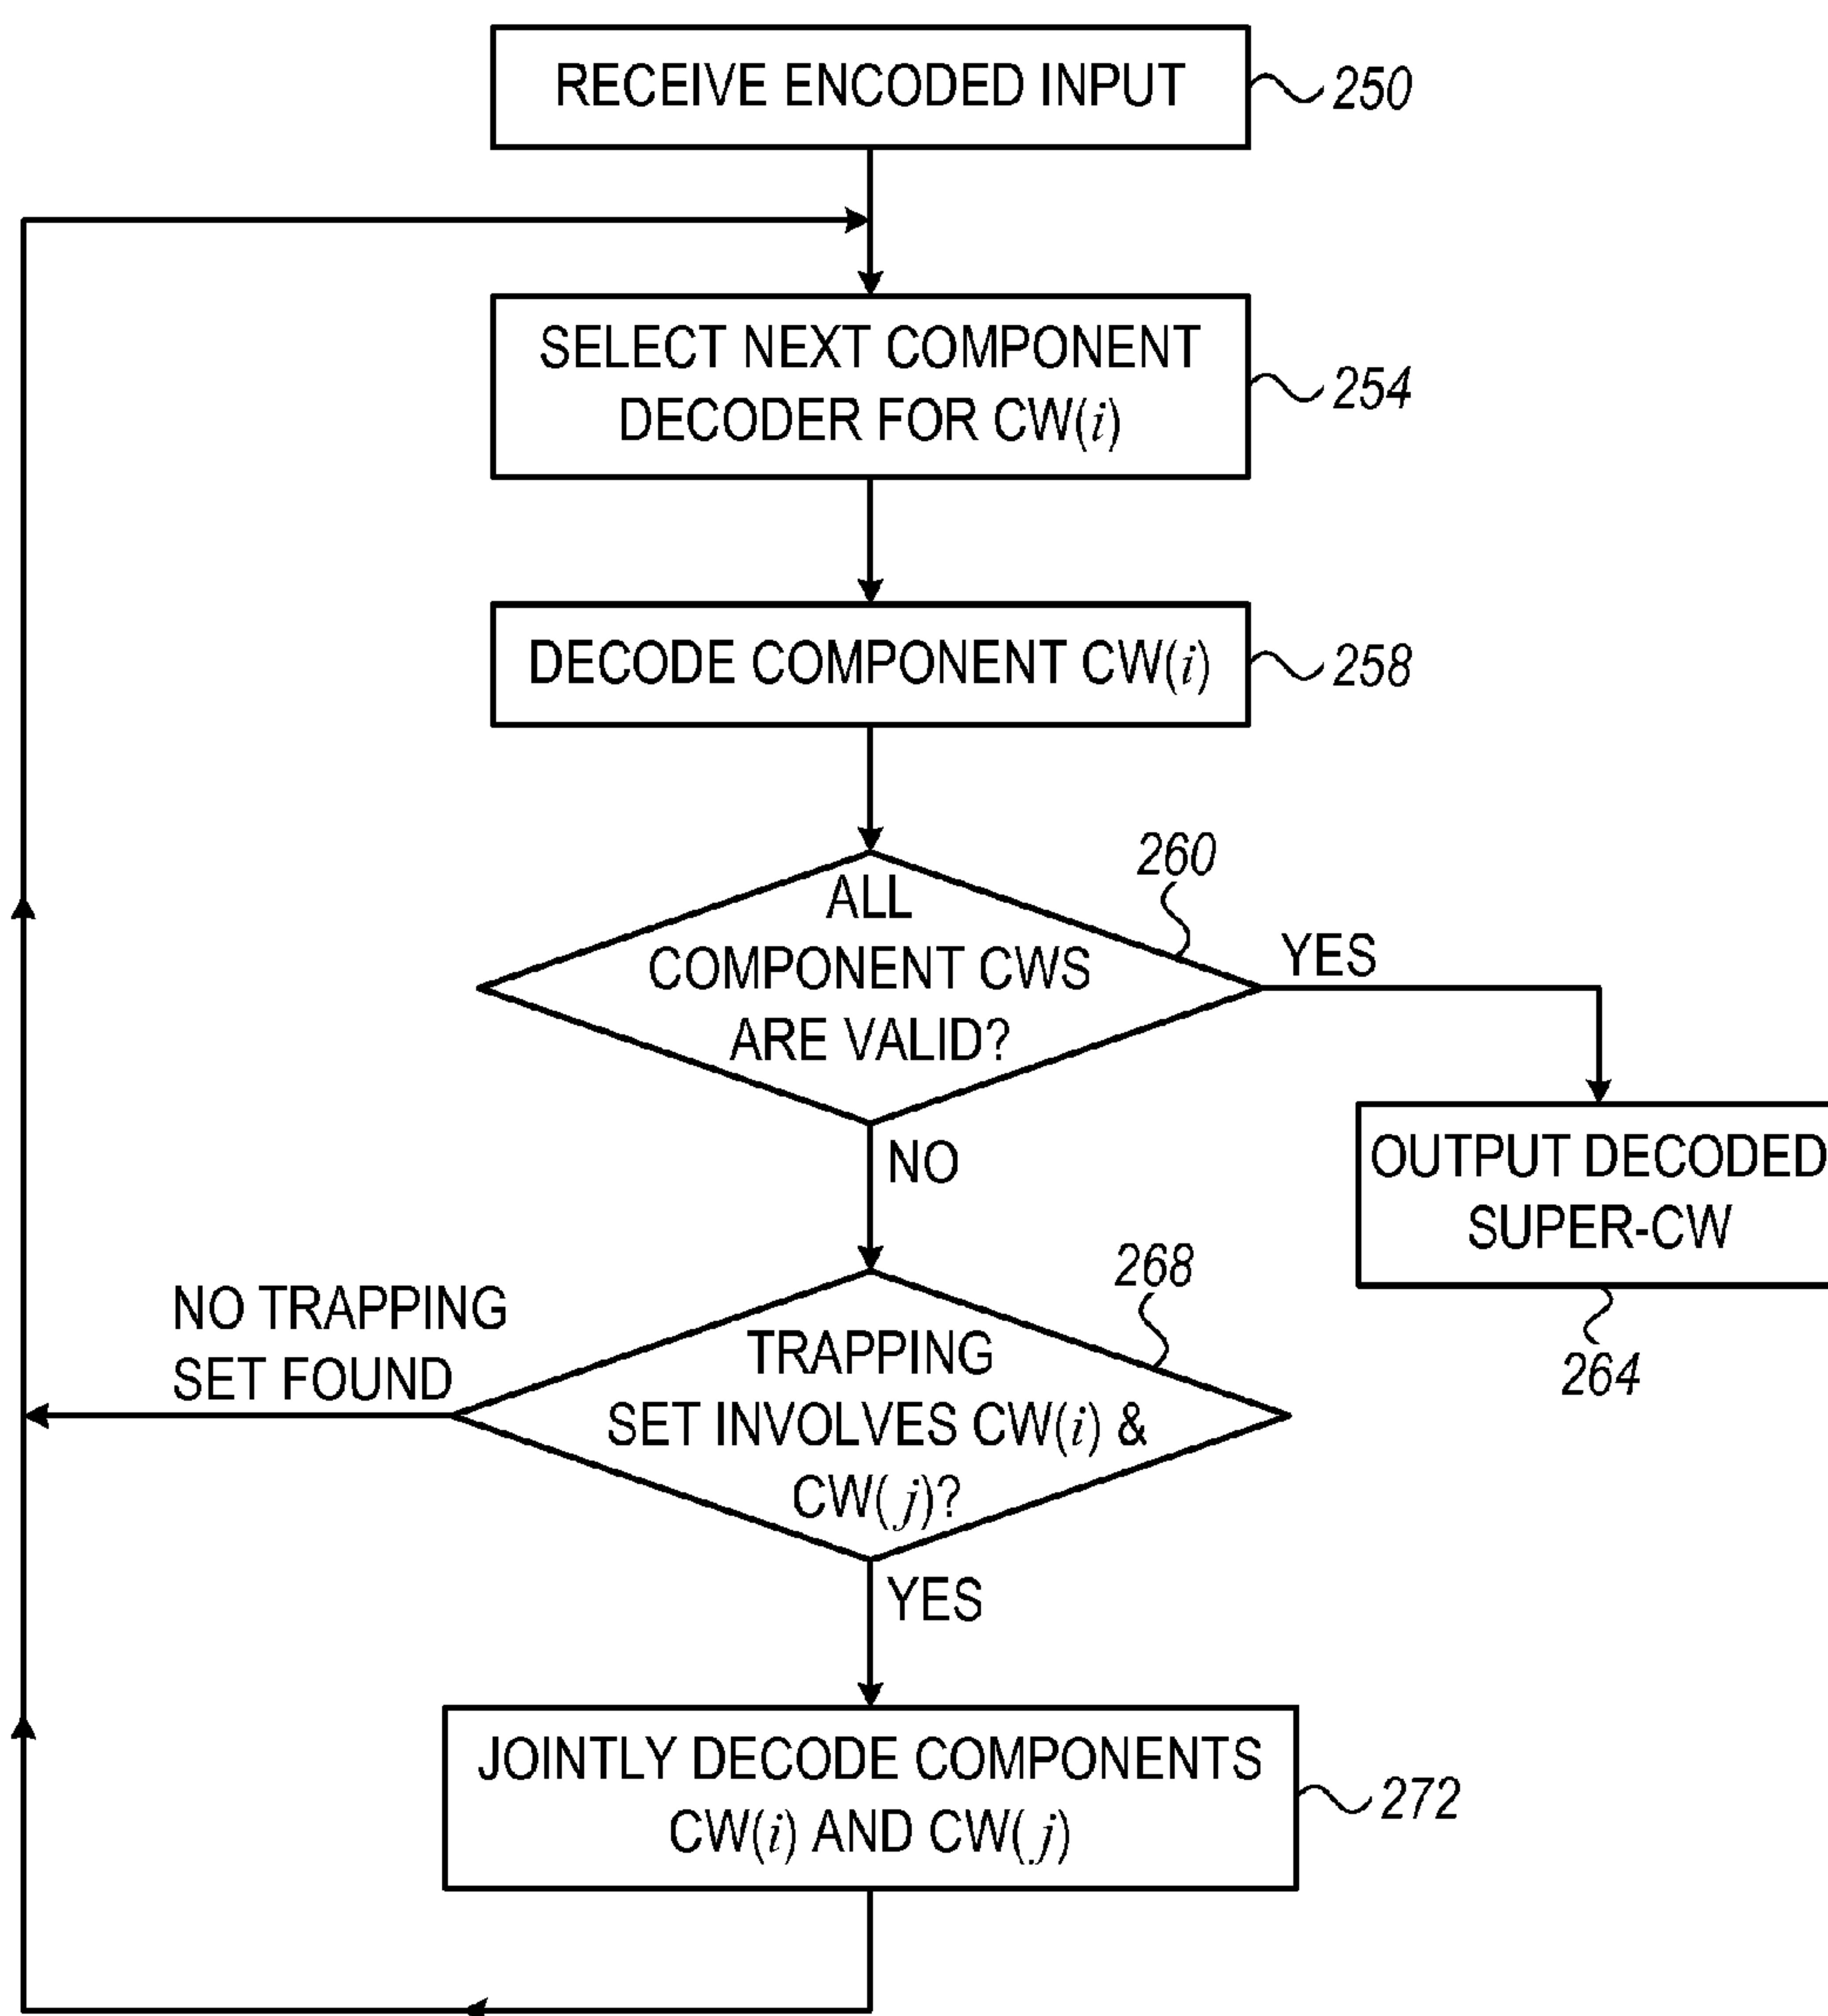 RECEIVE ENCODED INPUT
250
SELECT NEXT COMPONENT
DECODER FOR CW(i)
254
DECODE COMPONENT CW(i)
258
260
ALL
COMPONENT CWS
ARE VALID?
YES
NO
OUTPUT DECODED
SUPER-CW
264
268
NO TRAPPING
SET FOUND
TRAPPING
SET INVOLVES CW(i) &
CW(j)?
YES
JOINTLY DECODE COMPONENTS
CW(i) AND CW(j)
272